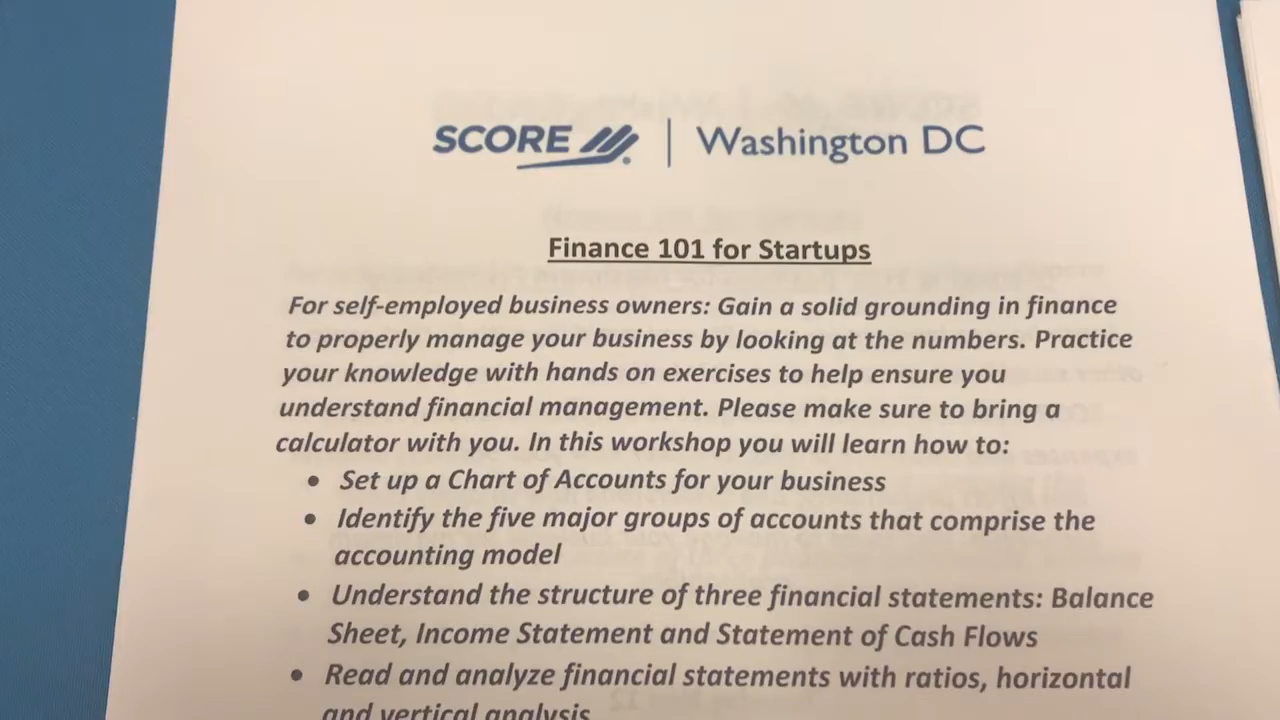 SCORE | Washington DC
Finance 101 for Startups
For self-employed business owners: Gain a solid grounding in finance
to properly manage your business by looking at the numbers. Practice
your knowledge with hands on exercises to help ensure you
understand financial management. Please make sure to bring a
calculator with you. In this workshop you will learn how to:
• Set up a Chart of Accounts for your business
• Identify the five major groups of accounts that comprise the
accounting model
• Understand the structure of three financial statements: Balance
Sheet, Income Statement and Statement of Cash Flows
• Read and analyze financial statements with ratios, horizontal
and vertical analysis